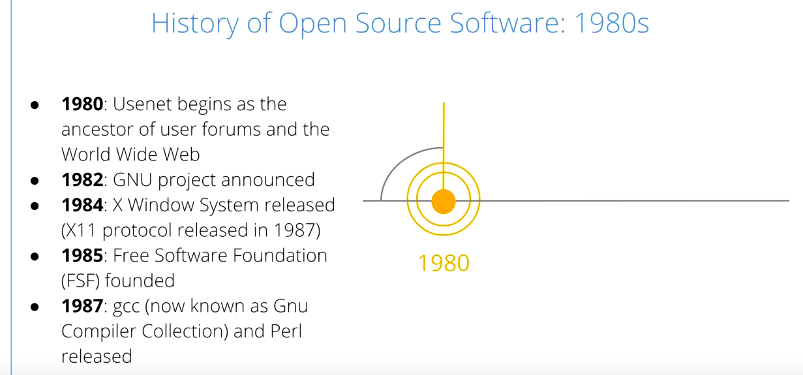 History of Open Source Software: 1980s
● 1980: Usenet begins as the
ancestor of user forums and the
World Wide Web
● 1982: GNU project announced
● 1984: X Window System released
(X11 protocol released in 1987)
● 1985: Free Software Foundation
(FSF) founded
● 1987: gcc (now known as Gnu
Compiler Collection) and Perl
released
1980